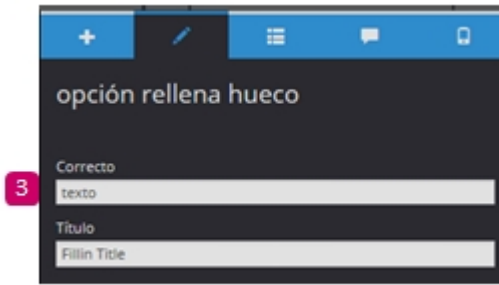 opción rellena hueco
Correcto
3
texto
Título
Fillin Title